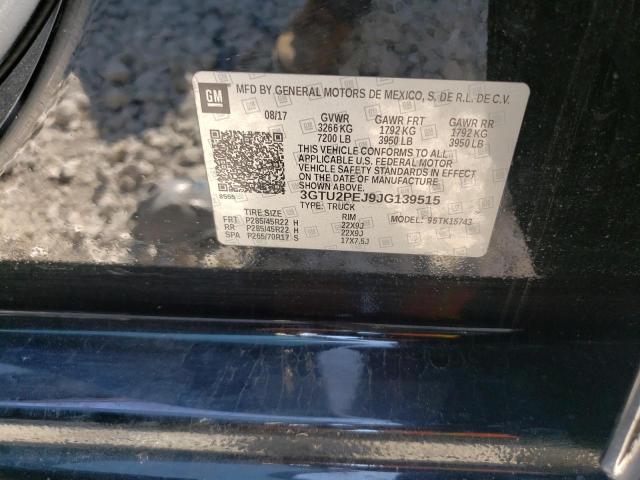 GM
MFD BY GENERAL MOTORS DE MEXICO, S. DE R.L. DE C.V.
08/17 GVWR GAWR FRT GAWR RR
3266 KG 1792 KG 1792 KG
7200 LB 3950 LB 3950 LB
THIS VEHICLE CONFORMS TO ALL
APPLICABLE U.S. FEDERAL MOTOR
VEHICLE SAFETY STANDARDS IN EFFECT
ON THE DATE OF MANUFACTURE SHOWN ABOVE.
3GTU2PEJ9JG139515
TYPE: TRUCK MODEL: 95TK15743
TIRE SIZE RIM
FRT P285/45R22 H 22X9J
RR P285/45R22 H 22X9J
SPA P265/70R17 S 17X7.5J